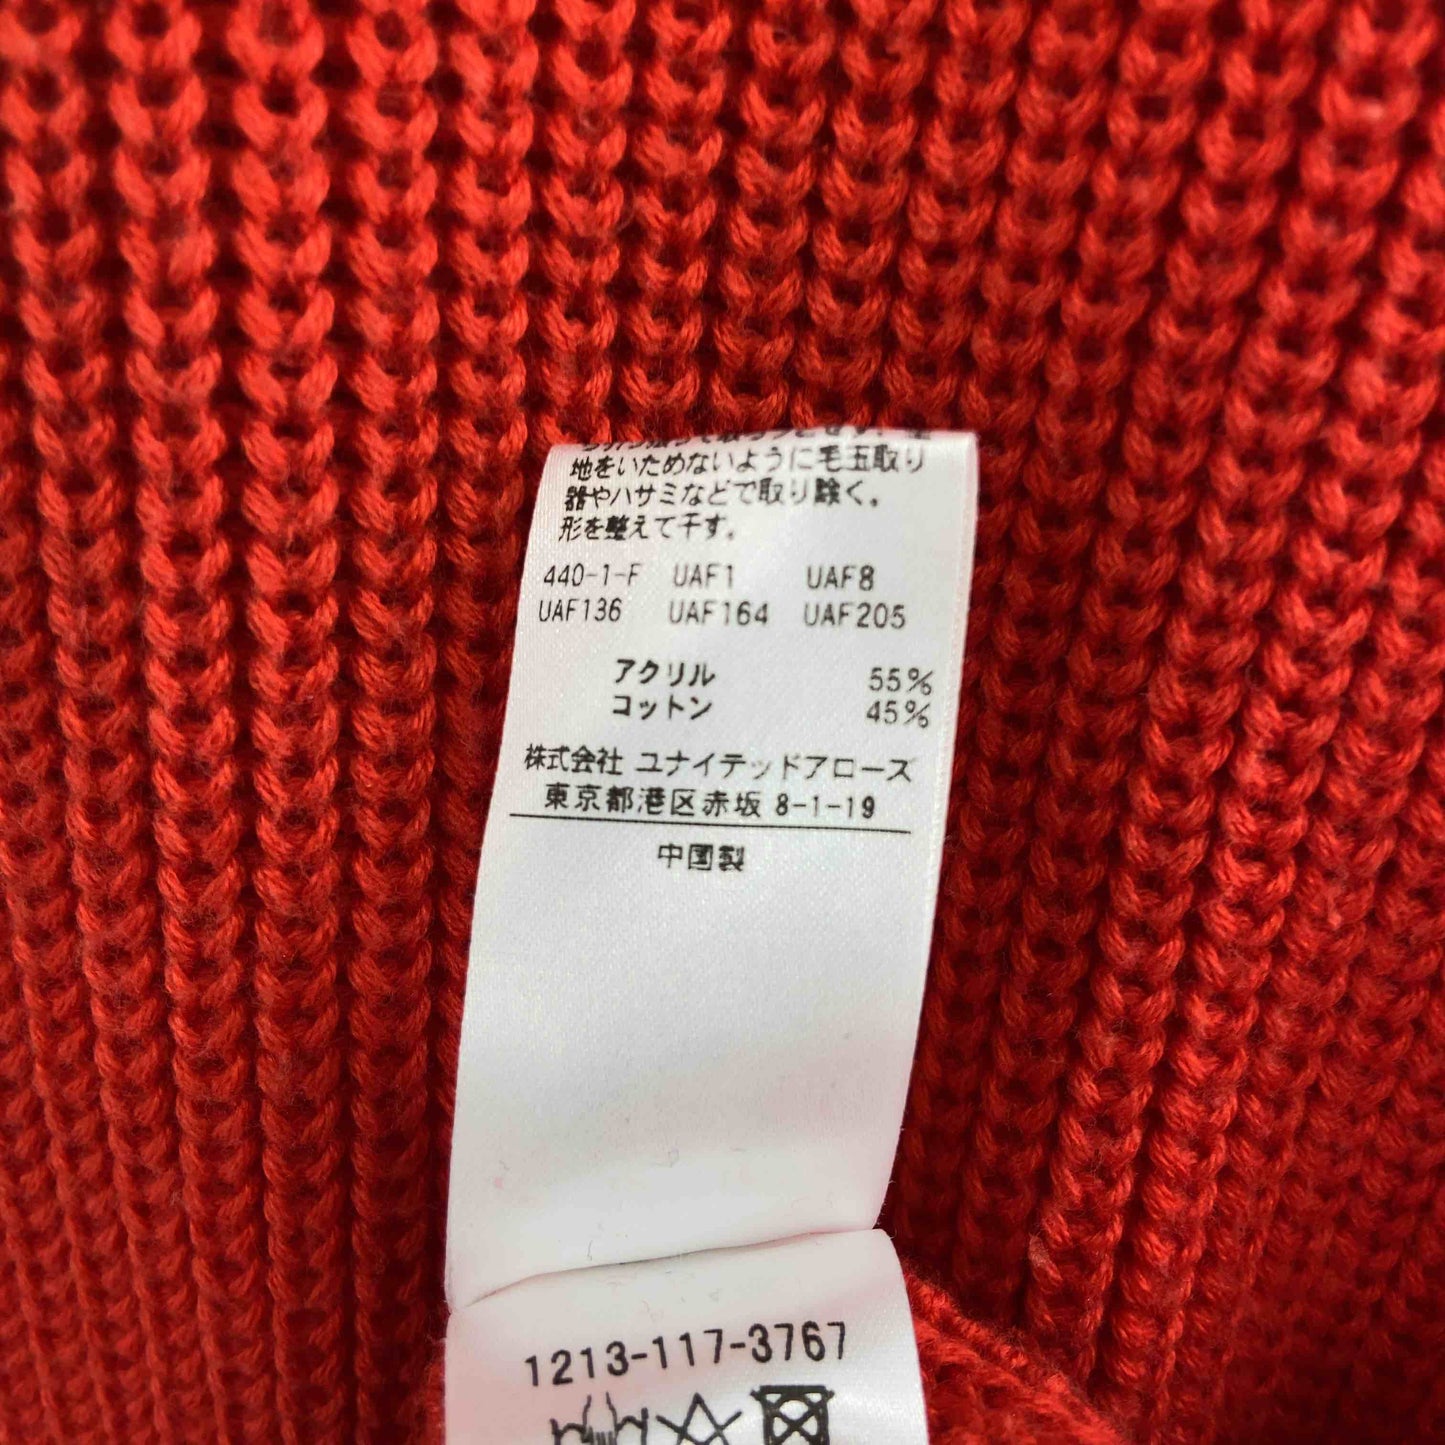 地をいためないように毛玉取り
器やハサミなどで取り除く。
形を整えて干す。
440-1-F UAF1 UAF8
UAF136 UAF164 UAF205
アクリル 55%
コットン 45%
株式会社 ユナイテッドアローズ
東京都港区赤坂 8-1-19
中国製
1213-117-3767